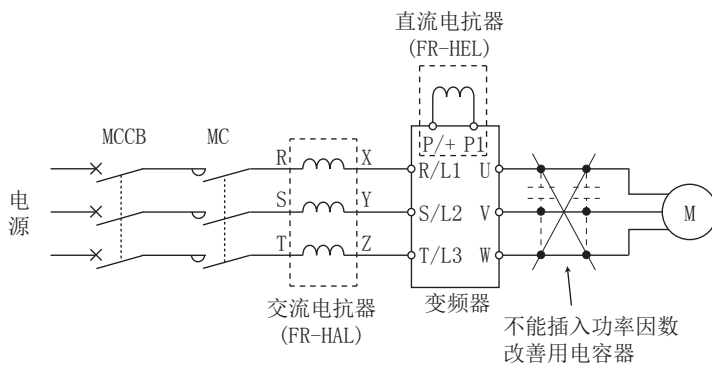 直流电抗器
(FR-HEL)
MCCB
MC
P/+ P1
R
X
R/L1
U
S
Y
S/L2
V
M
T
Z
T/L3
W
电源
交流电抗器
(FR-HAL)
变频器
不能插入功率因数
改善用电容器